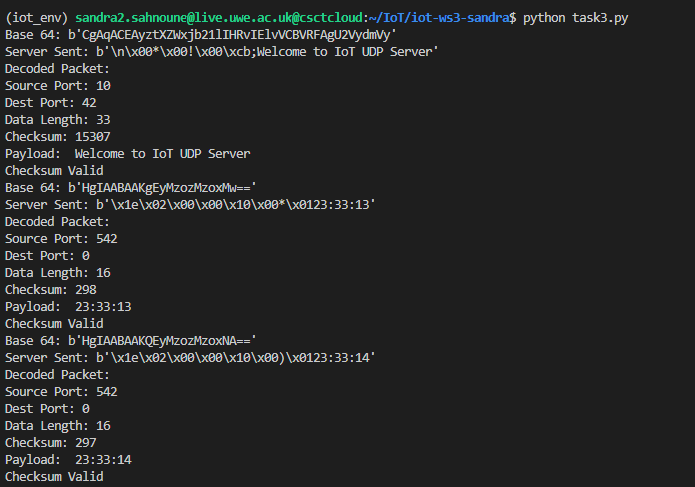 (iot_env) sandra2.sahnoune@live.uwe.ac.uk@csctcloud:~/IoT/iot-ws3-sandra$ python task3.py
Base 64: b'CgAqACEAyztXZWxjb21lIHRvIElvVCBVRFAgU2VydmVy'
Server Sent: b'\n\x00*\x00!\x00\xcb;Welcome to IoT UDP Server'
Decoded Packet:
Source Port: 10
Dest Port: 42
Data Length: 33
Checksum: 15307
Payload:  Welcome to IoT UDP Server
Checksum Valid
Base 64: b'HgIAABAAKgEyMzozMzoxMw=='
Server Sent: b'\x1e\x02\x00\x00\x10\x00*\x0123:33:13'
Decoded Packet:
Source Port: 542
Dest Port: 0
Data Length: 16
Checksum: 298
Payload:  23:33:13
Checksum Valid
Base 64: b'HgIAABAAKQEyMzozMzoxNA=='
Server Sent: b'\x1e\x02\x00\x00\x10\x00)\x0123:33:14'
Decoded Packet:
Source Port: 542
Dest Port: 0
Data Length: 16
Checksum: 297
Payload:  23:33:14
Checksum Valid